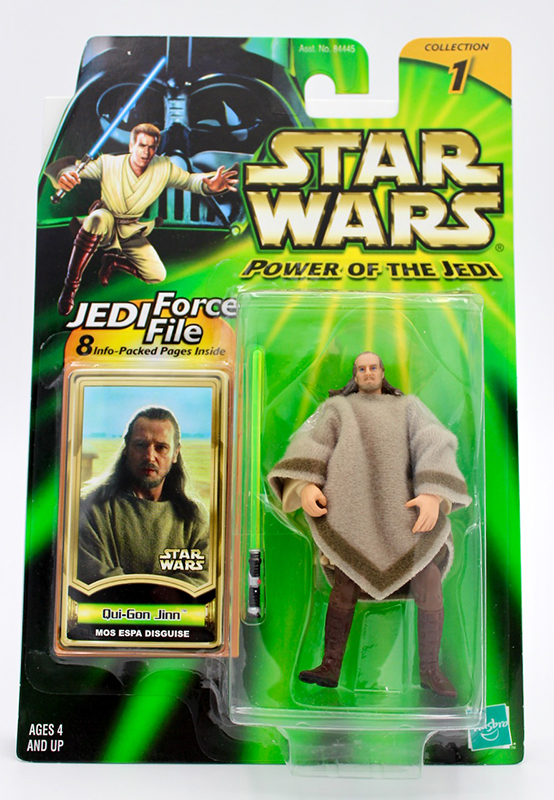 Asst. No. 84445
COLLECTION
1
STAR
WARS®
POWER OF THE JEDI
JEDI Force
File
8 Info-Packed Pages Inside
STAR
WARS
Qui-Gon Jinn™
MOS ESPA DISGUISE
AGES 4
AND UP
Hasbro